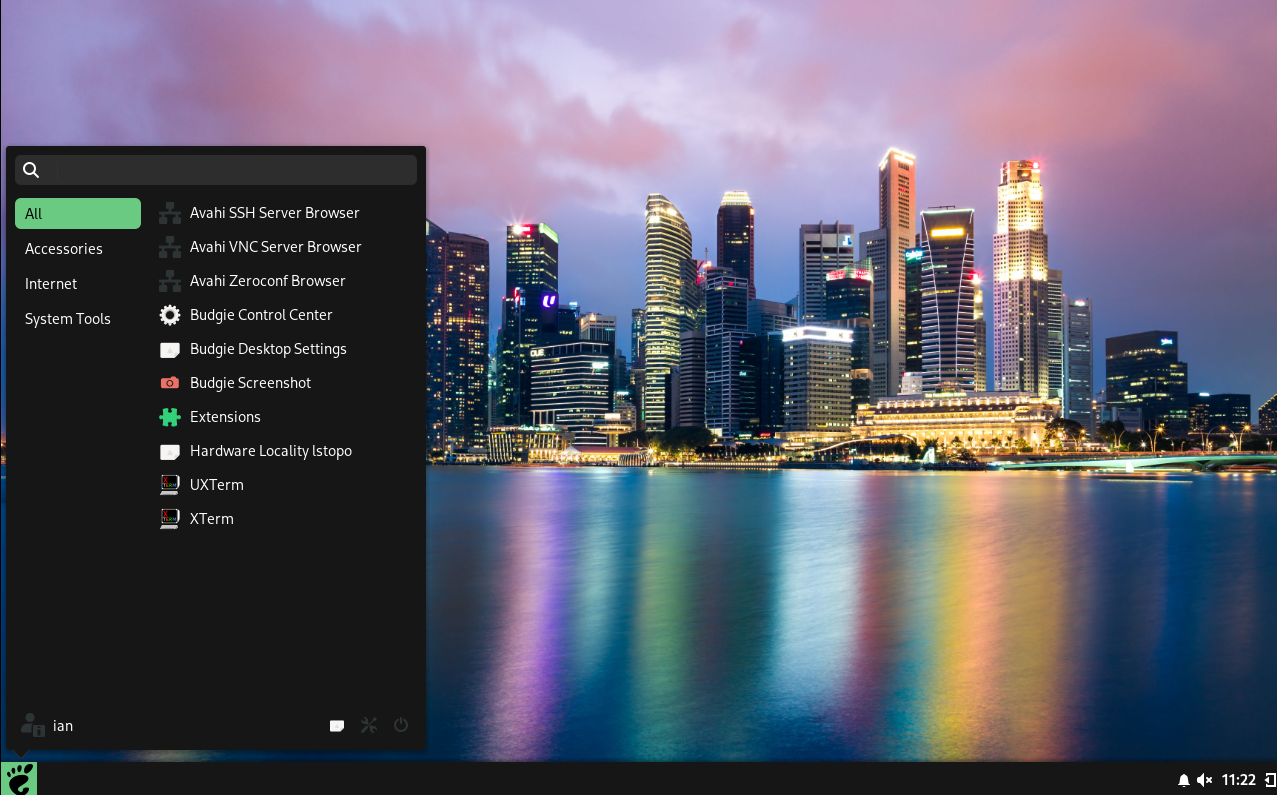 All
Accessories
Internet
System Tools
Avahi SSH Server Browser
Avahi VNC Server Browser
Avahi Zeroconf Browser
Budgie Control Center
Budgie Desktop Settings
Budgie Screenshot
Extensions
Hardware Locality lstopo
UXTerm
XTerm
ian
11:22